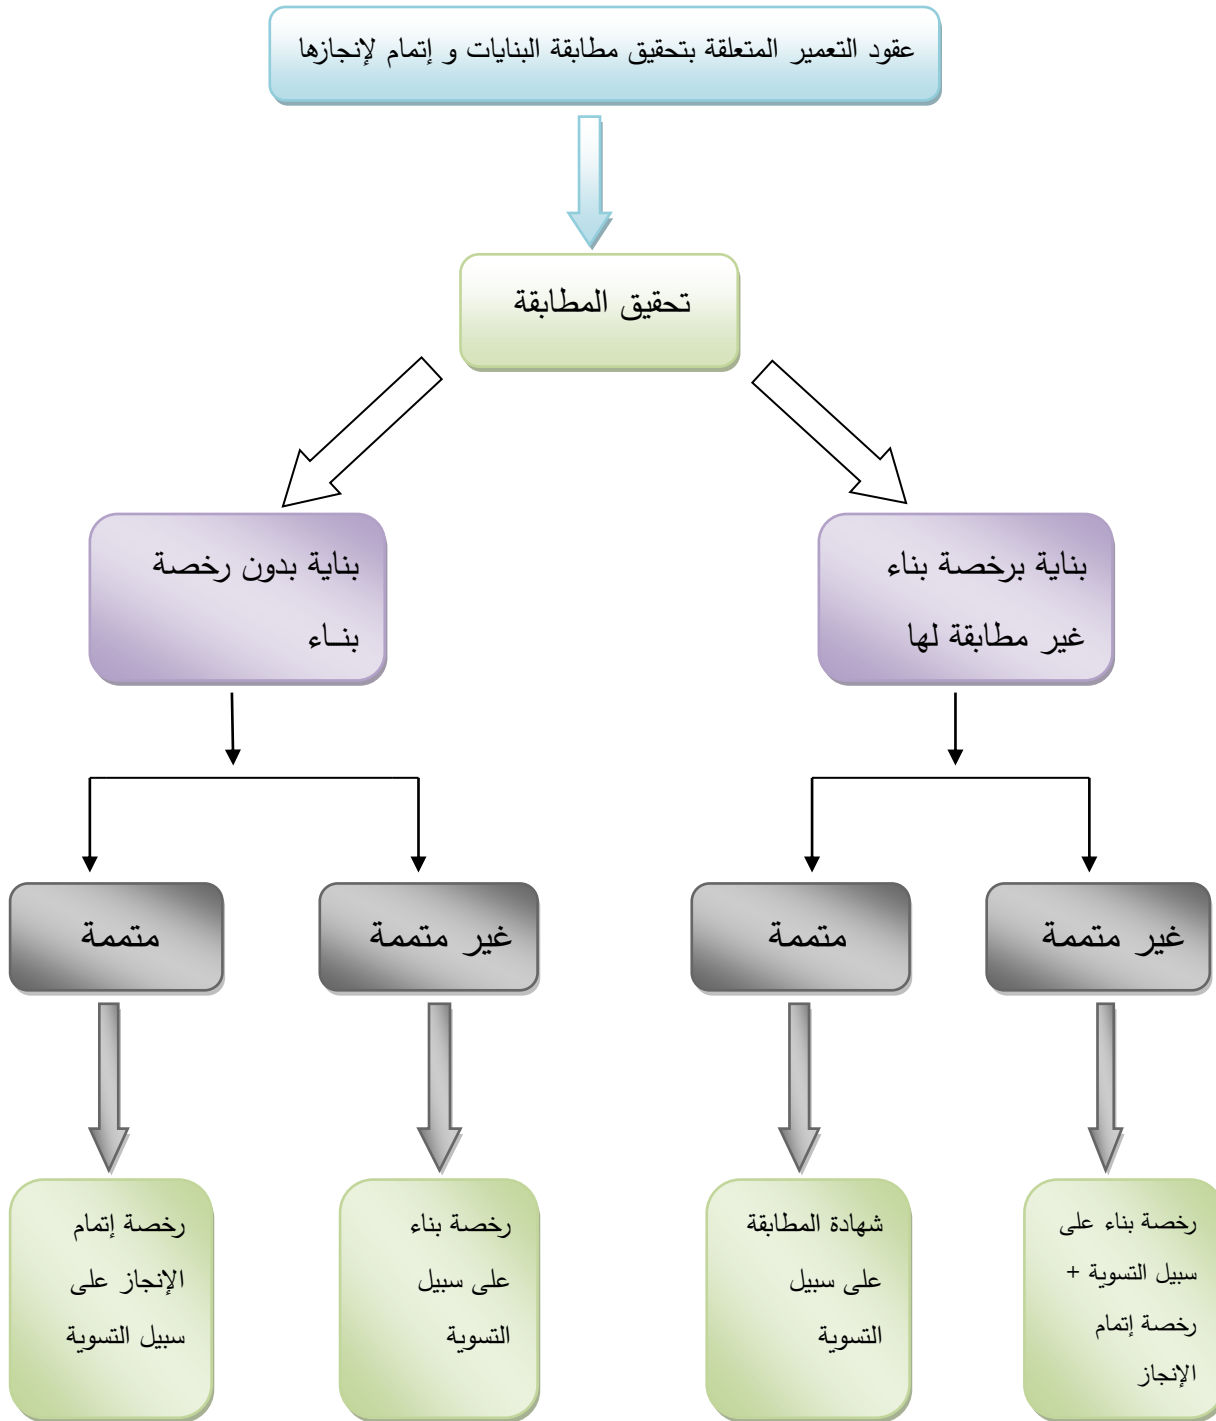 عقود التعمير المتعلقة بتحقيق مطابقة البنايات و إتمام لإنجازها
تحقيق المطابقة
بناية برخصة بناء
غير مطابقة لها
بناية بدون رخصة
بنــاء
غير متممة
متممة
غير متممة
متممة
رخصة بناء على
سبيل التسوية +
رخصة إتمام
الإنجاز
شهادة المطابقة
على سبيل
التسوية
رخصة بناء
على سبيل
التسوية
رخصة إتمام
الإنجاز على
سبيل التسوية